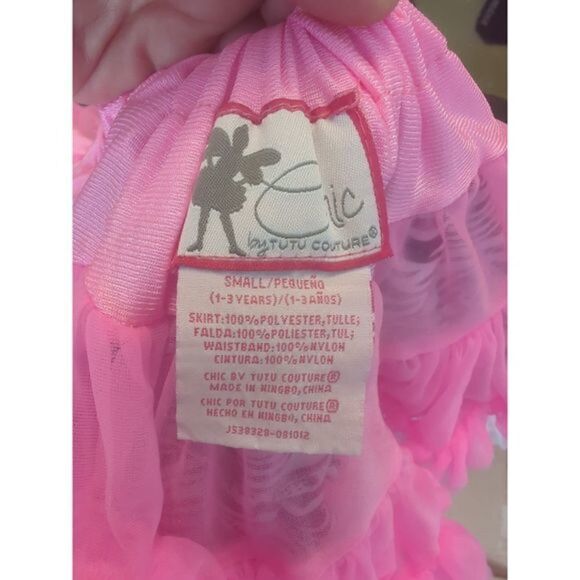 Chic
by TUTU COUTURE®
SMALL/PEQUEÑO
(1-3 YEARS)/(1-3 AÑOS)
SKIRT:100%POLYESTER,TULLE;
FALDA:100%POLIESTER,TUL;
WAISTBAND:100%NYLON
CINTURA:100%NYLON
CHIC BY TUTU COUTURE®
MADE IN NINGBO,CHINA
CHIC POR TUTU COUTURE®
HECHO EN NINGBO,CHINA
JS38328-081012